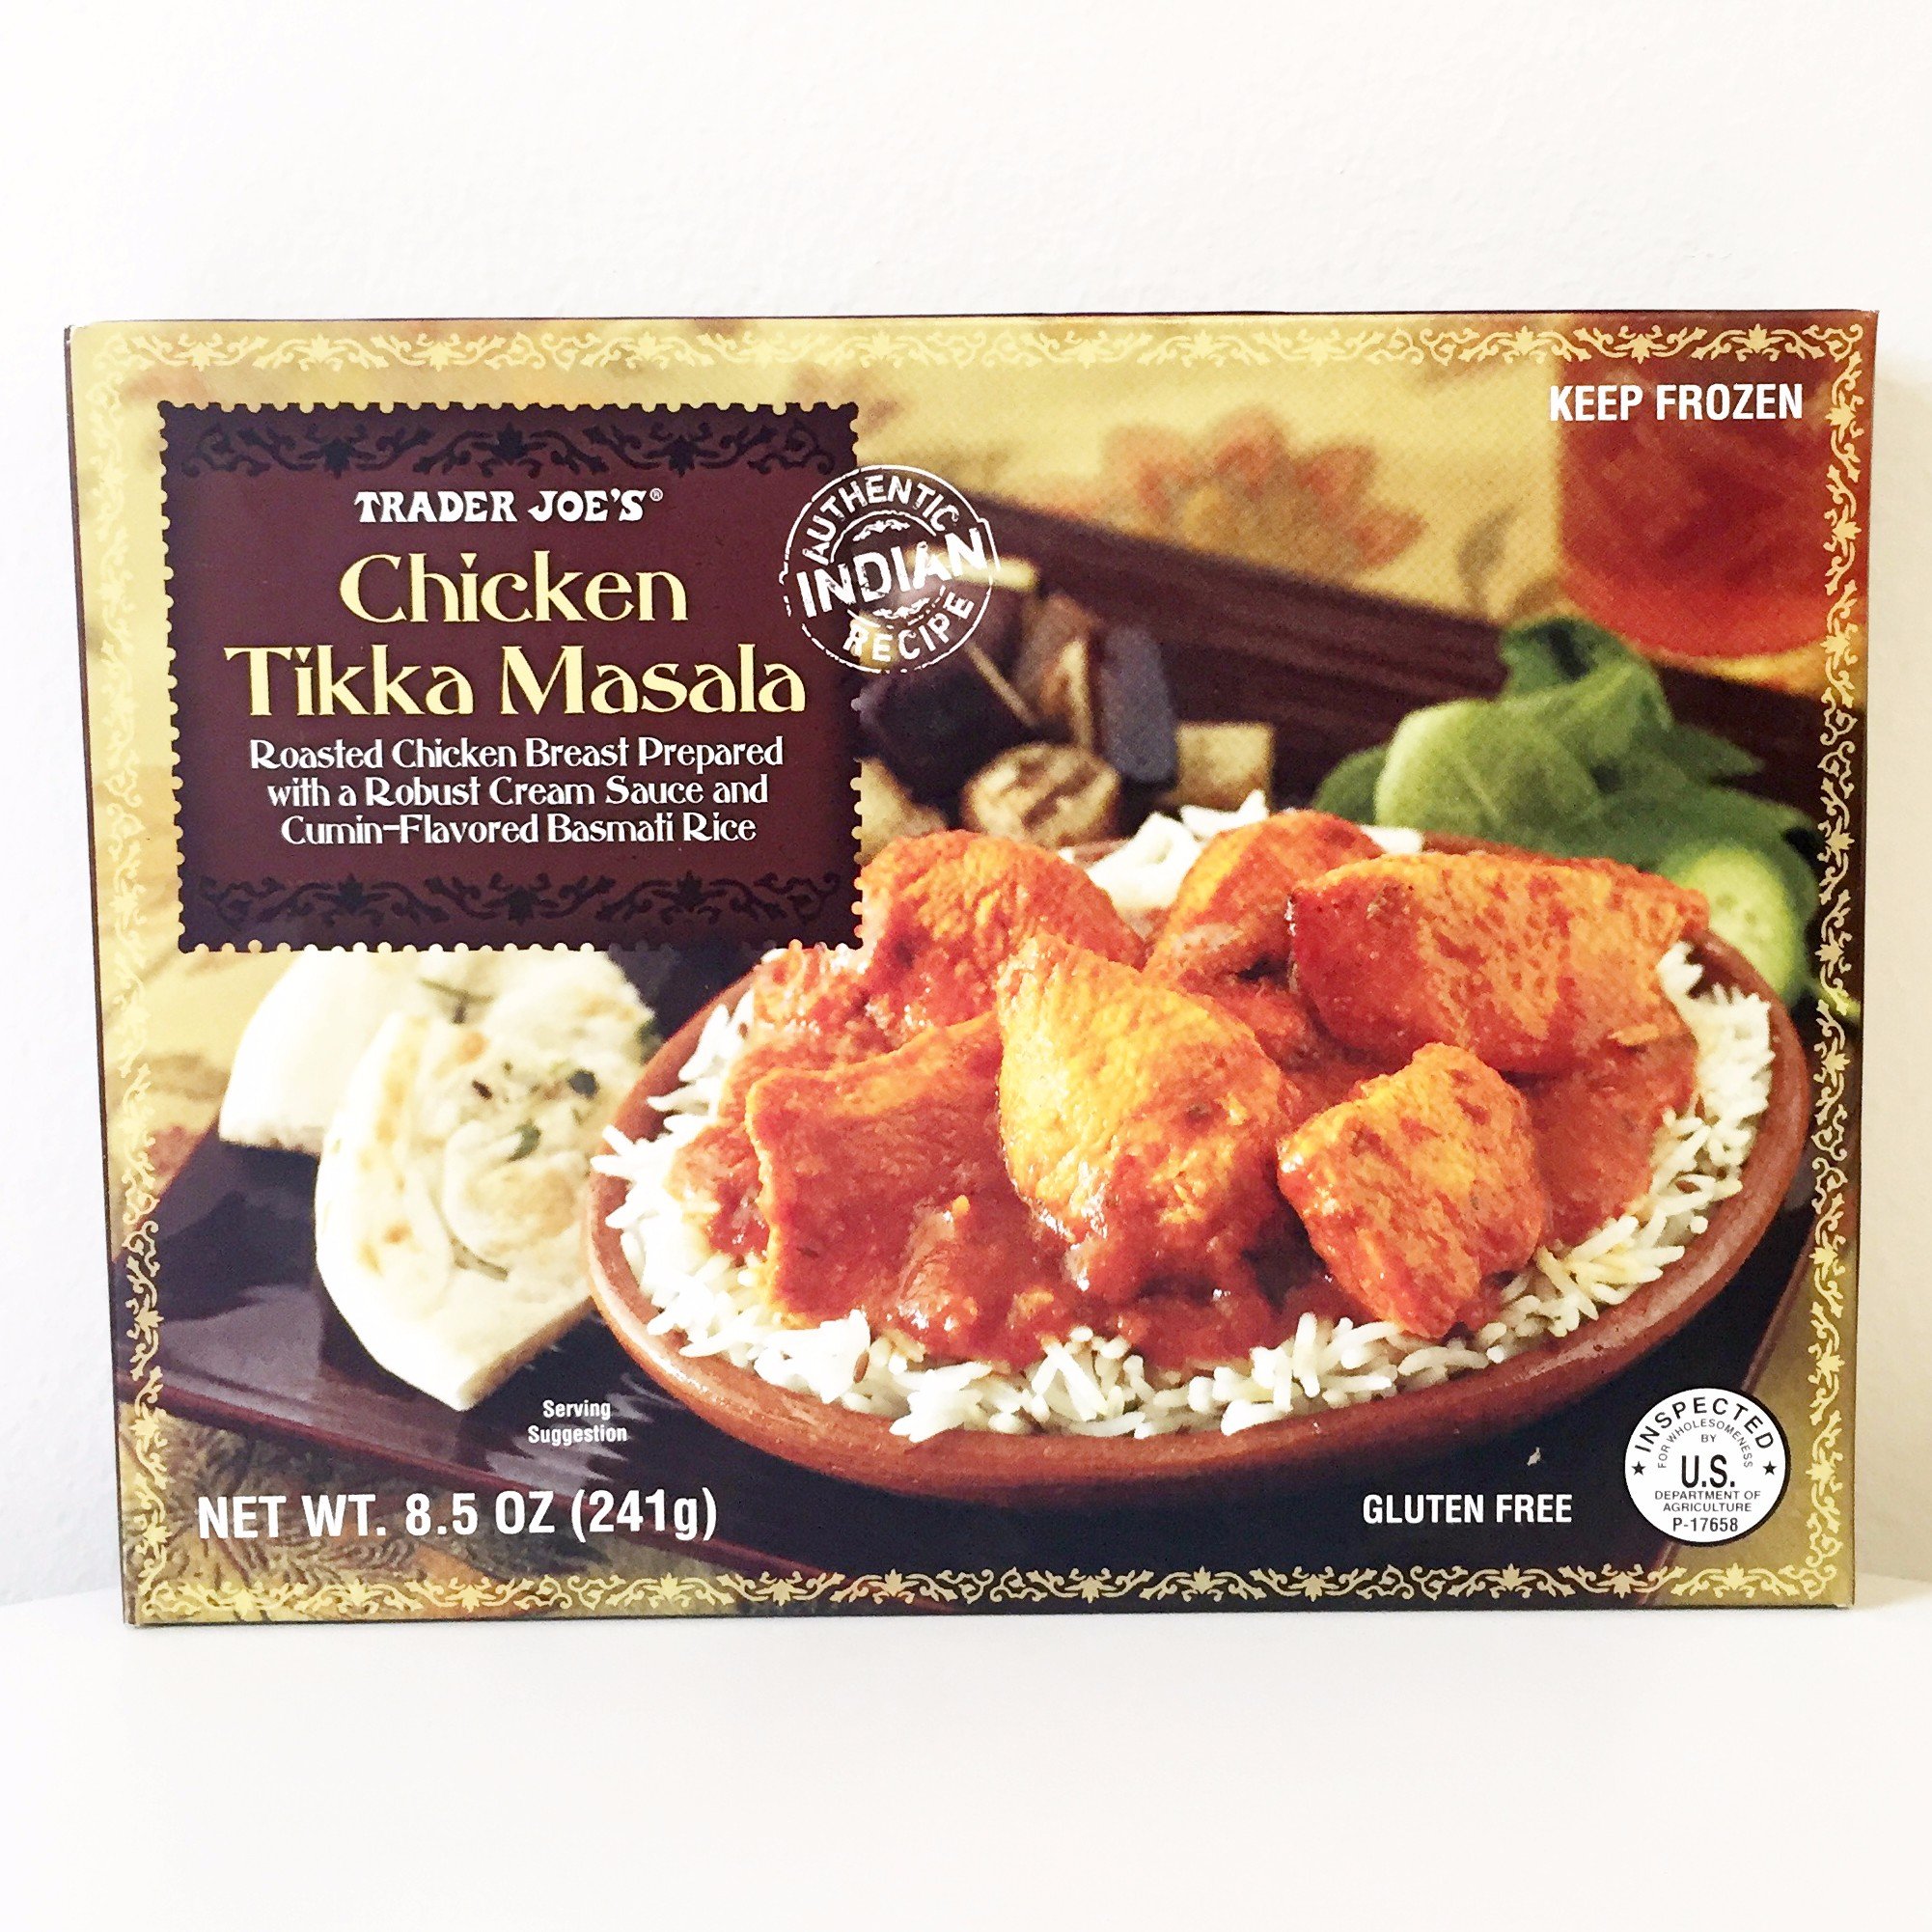 KEEP FROZEN
TRADER JOE'S®
Chicken
Tikka Masala
Roasted Chicken Breast Prepared
with a Robust Cream Sauce and
Cumin-Flavored Basmati Rice
AUTHENTIC
INDIAN
RECIPE
Serving
Suggestion
NET WT. 8.5 OZ (241g)
GLUTEN FREE
INSPECTED
FOR WHOLESOMENESS
BY
U.S.
DEPARTMENT OF
AGRICULTURE
P-17658